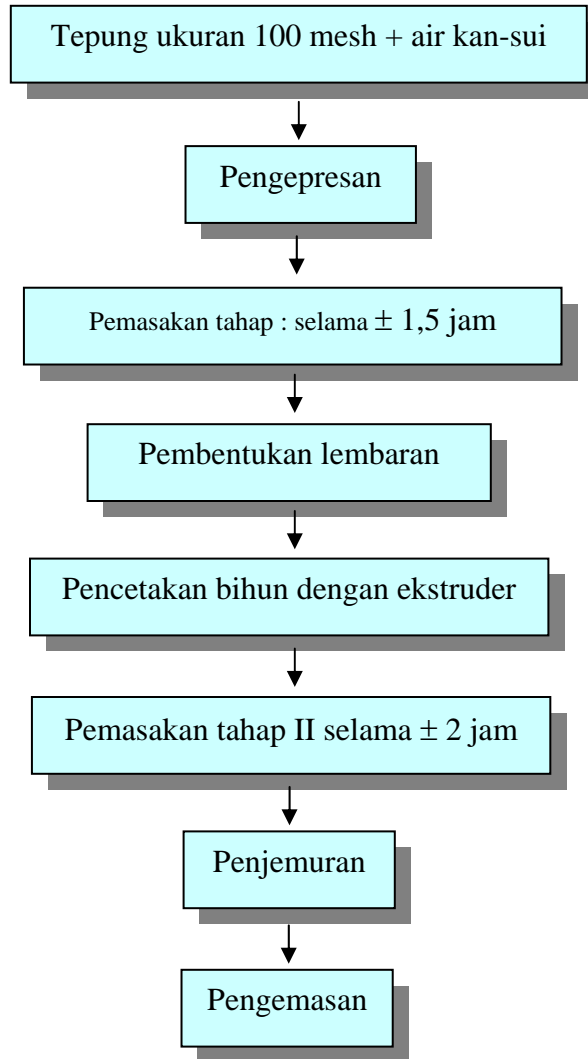 Tepung ukuran 100 mesh + air kan-sui
Pengepresan
Pemasakan tahap : selama ± 1,5 jam
Pembentukan lembaran
Pencetakan bihun dengan ekstruder
Pemasakan tahap II selama ± 2 jam
Penjemuran
Pengemasan